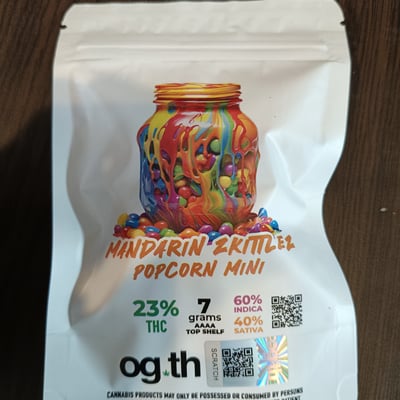 MANDARIN ZKITTLEZ
POPCORN MINI
23%
THC
7
grams
AAAA
TOP SHELF
60%
INDICA
40%
SATIVA
og.th
SCRATCH
CANNABIS PRODUCTS MAY ONLY BE POSSESSED OR CONSUMED BY PERSONS